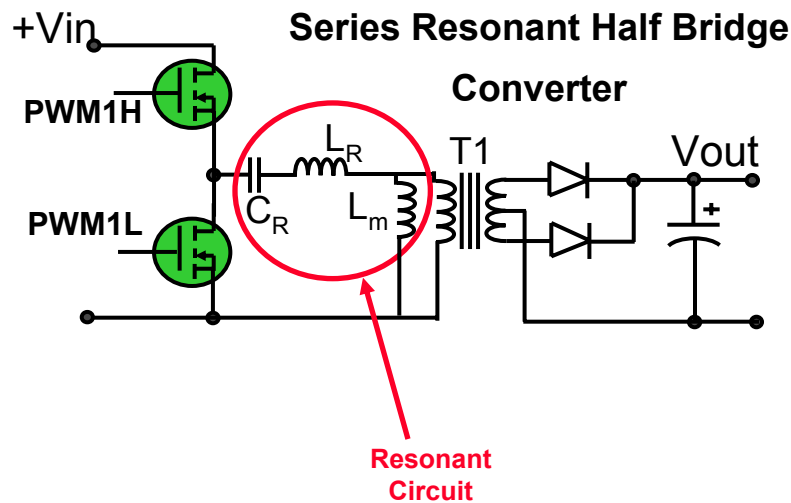 Series Resonant Half Bridge
Converter
+Vin
PWM1H
LR
T1
Vout
CR
Lm
+
PWM1L
Resonant
Circuit